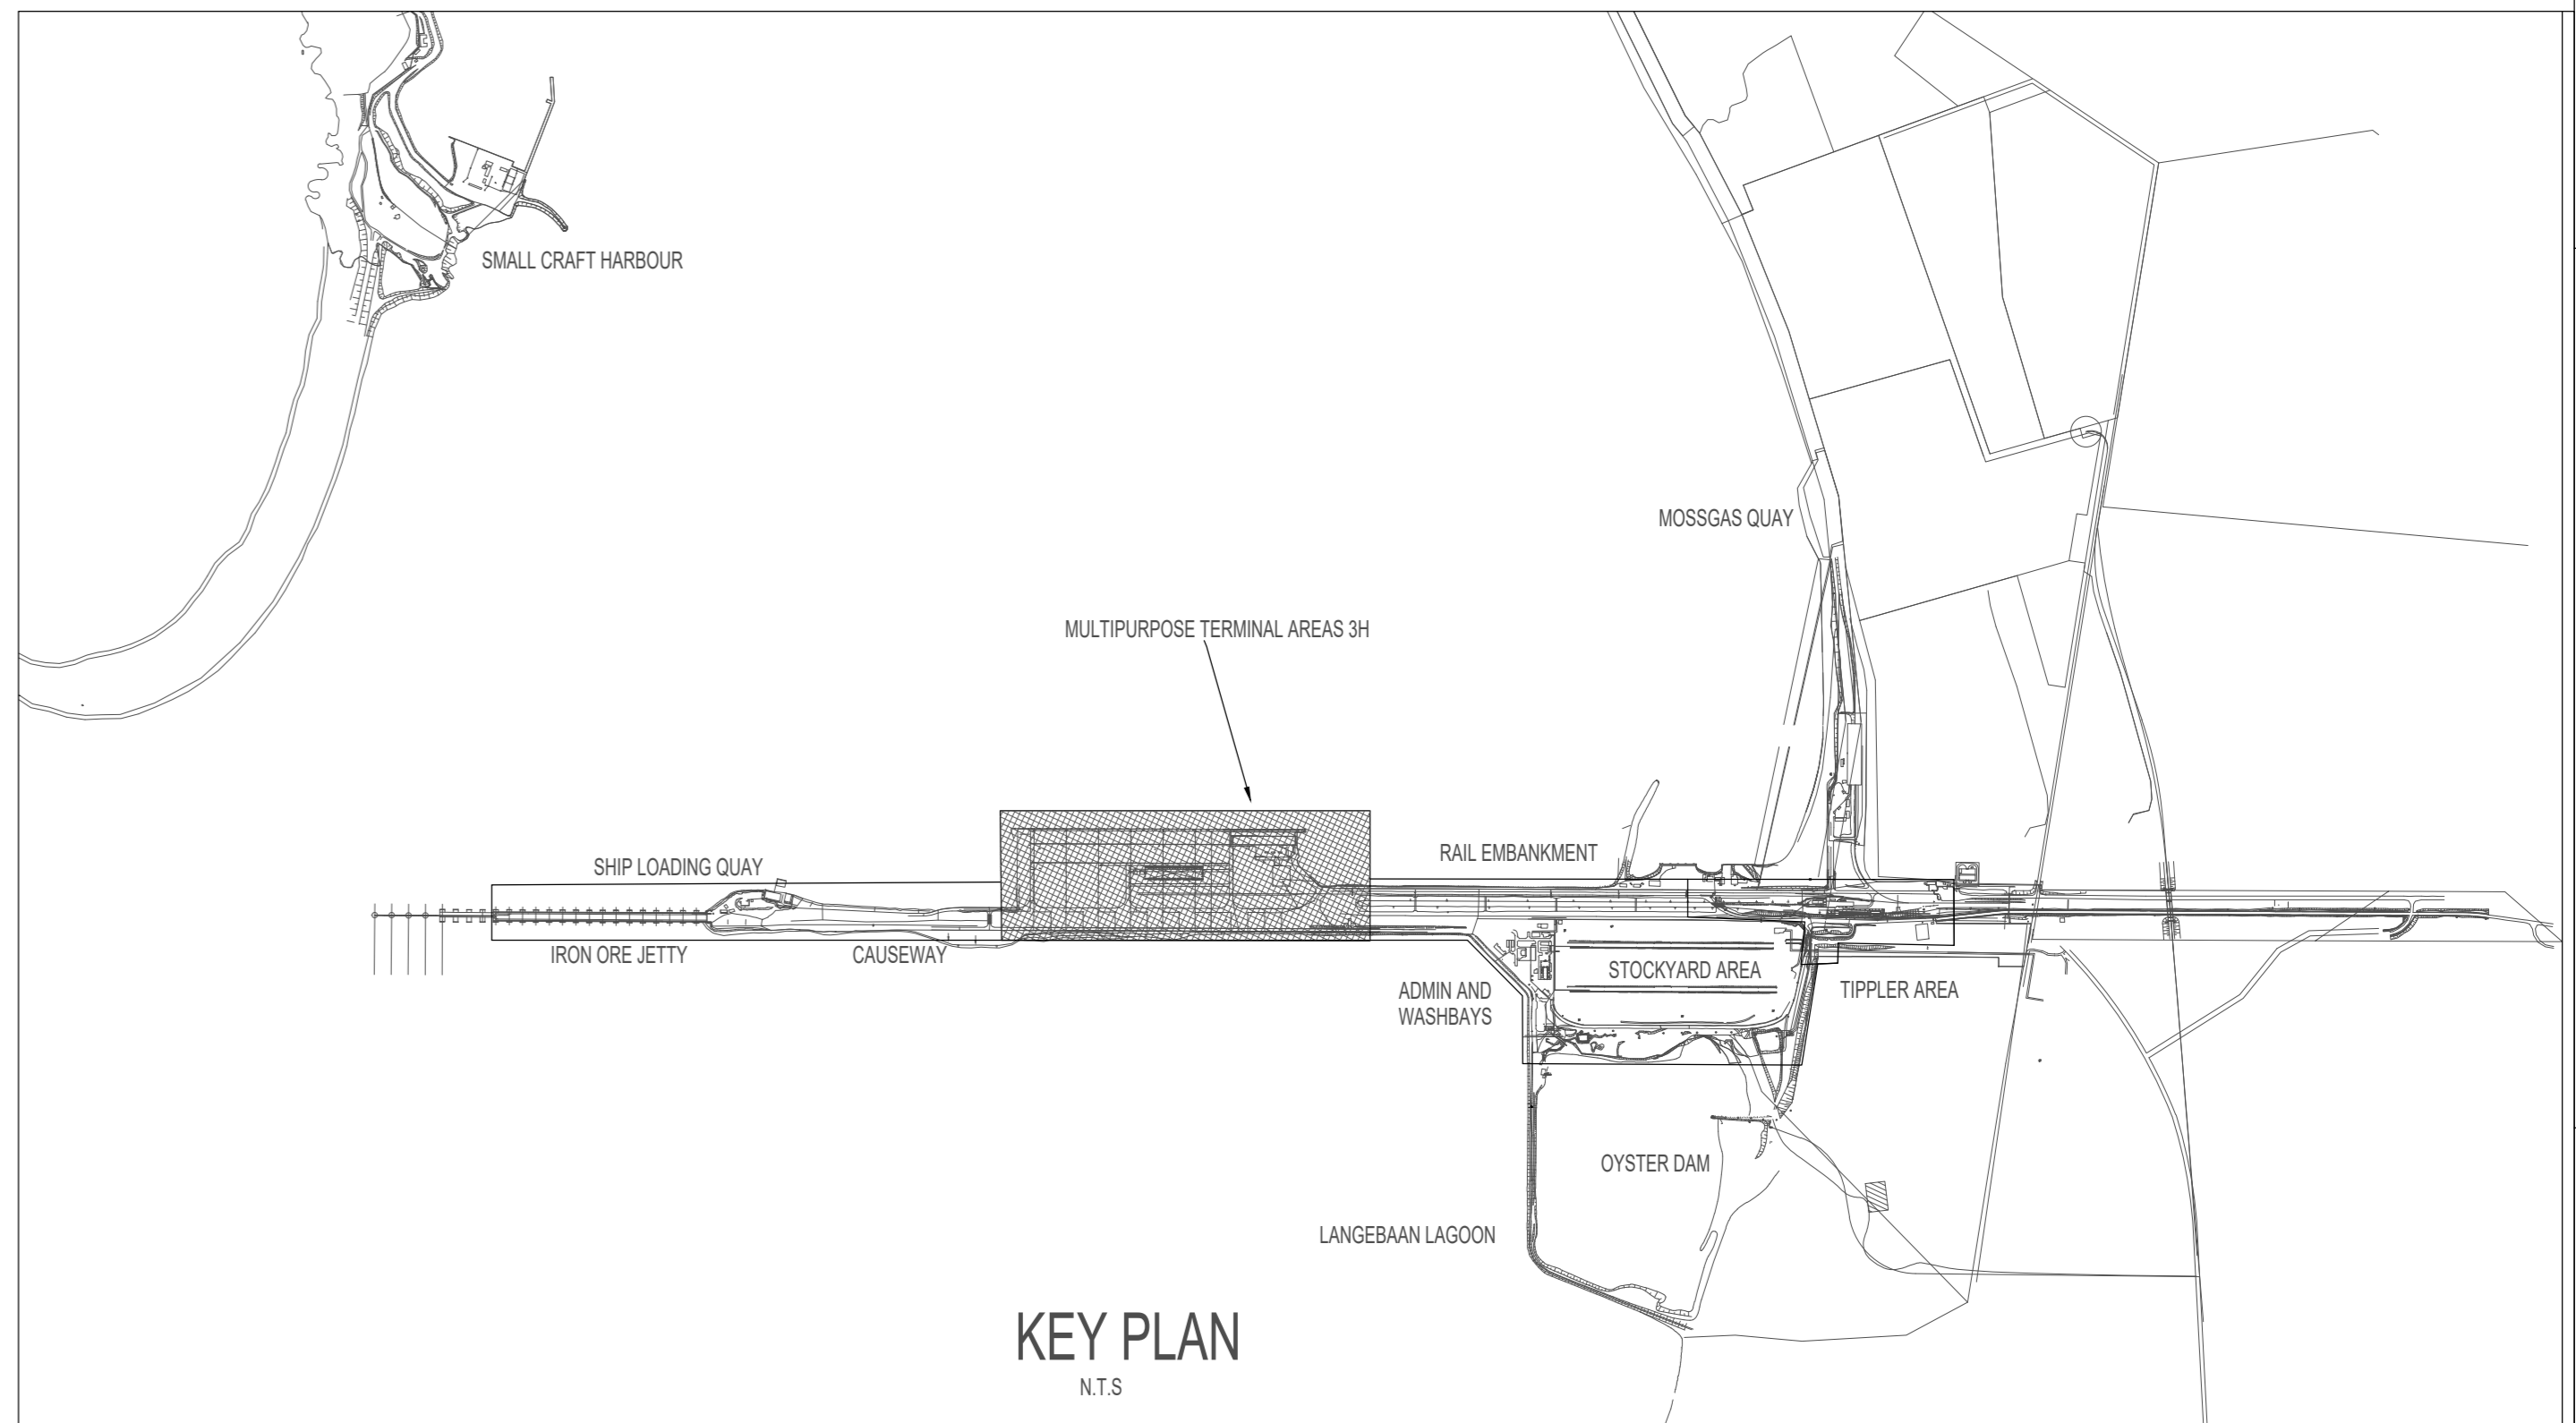 SMALL CRAFT HARBOUR
MOSSGAS QUAY
MULTIPURPOSE TERMINAL AREAS 3H
SHIP LOADING QUAY
RAIL EMBANKMENT
IRON ORE JETTY
CAUSEWAY
STOCKYARD AREA
ADMIN AND
WASHBAYS
TIPPLER AREA
OYSTER DAM
LANGEBAAN LAGOON
KEY PLAN
N.T.S